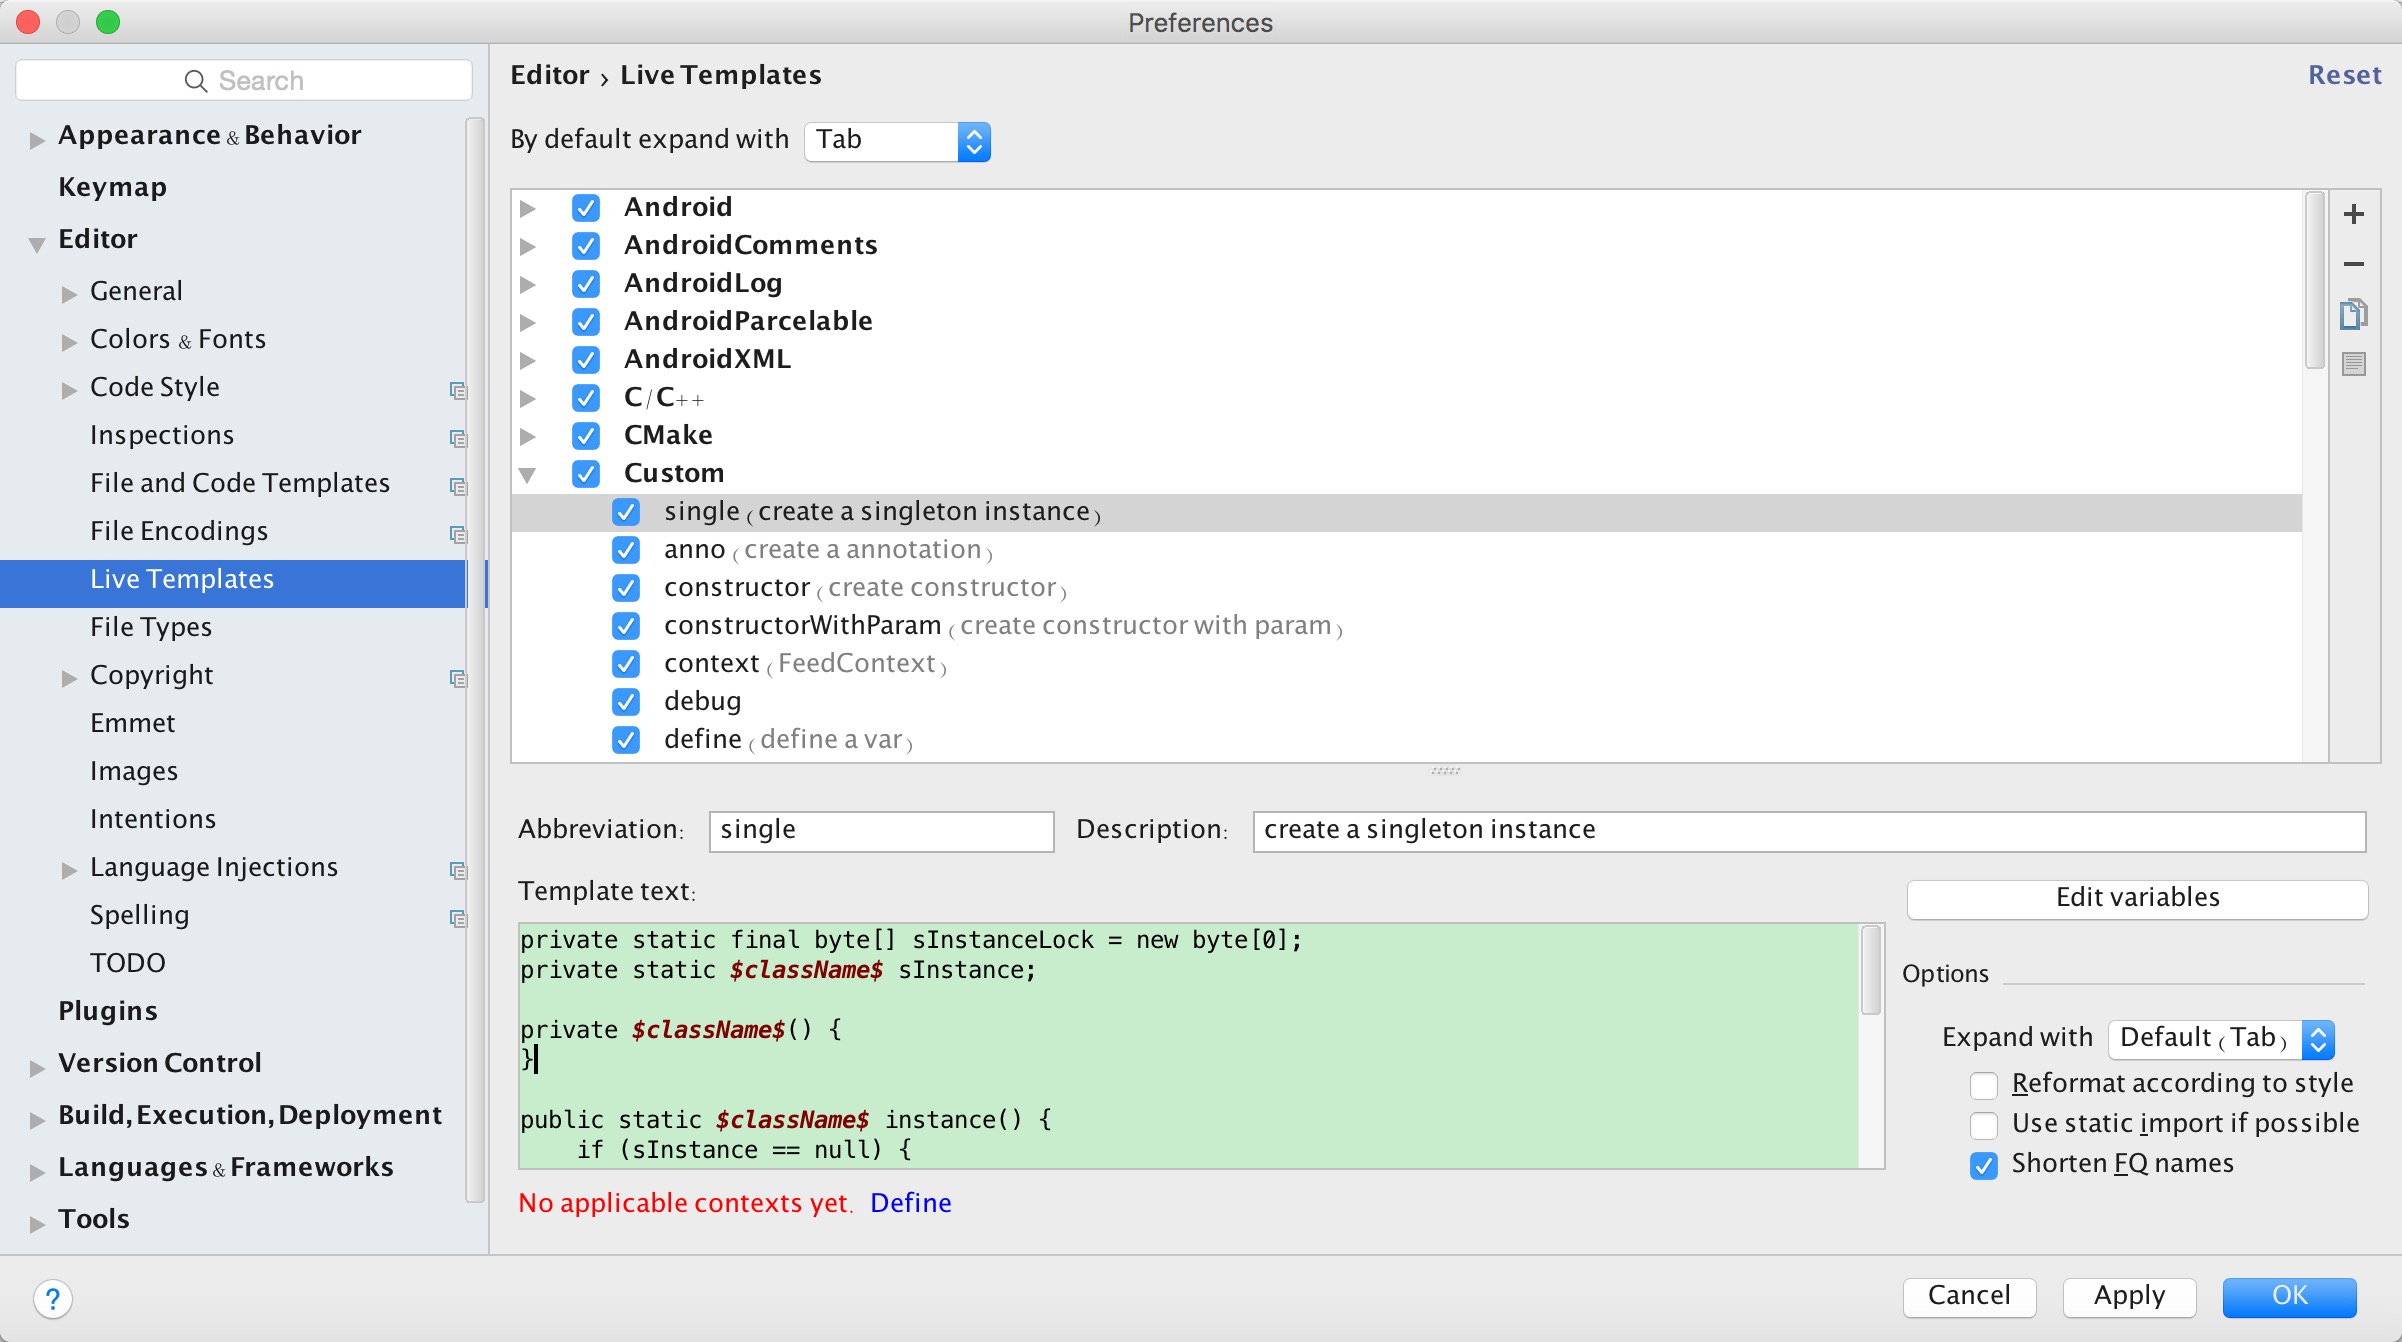 Preferences
Search
Appearance & Behavior
Keymap
Editor
General
Colors & Fonts
Code Style
Inspections
File and Code Templates
File Encodings
Live Templates
File Types
Copyright
Emmet
Images
Intentions
Language Injections
Spelling
TODO
Plugins
Version Control
Build, Execution, Deployment
Languages & Frameworks
Tools
Editor › Live Templates
Reset
By default expand with Tab
Android
AndroidComments
AndroidLog
AndroidParcelable
AndroidXML
C/C++
CMake
Custom
single (create a singleton instance)
anno (create a annotation)
constructor (create constructor)
constructorWithParam (create constructor with param)
context (FeedContext)
debug
define (define a var)
Abbreviation: single Description: create a singleton instance
Template text:
private static final byte[] sInstanceLock = new byte[0];
private static $className$ sInstance;
private $className$() {
}
public static $className$ instance() {
if (sInstance == null) {
No applicable contexts yet. Define
Edit variables
Options
Expand with Default (Tab)
Reformat according to style
Use static import if possible
Shorten FQ names
?
Cancel
Apply
OK